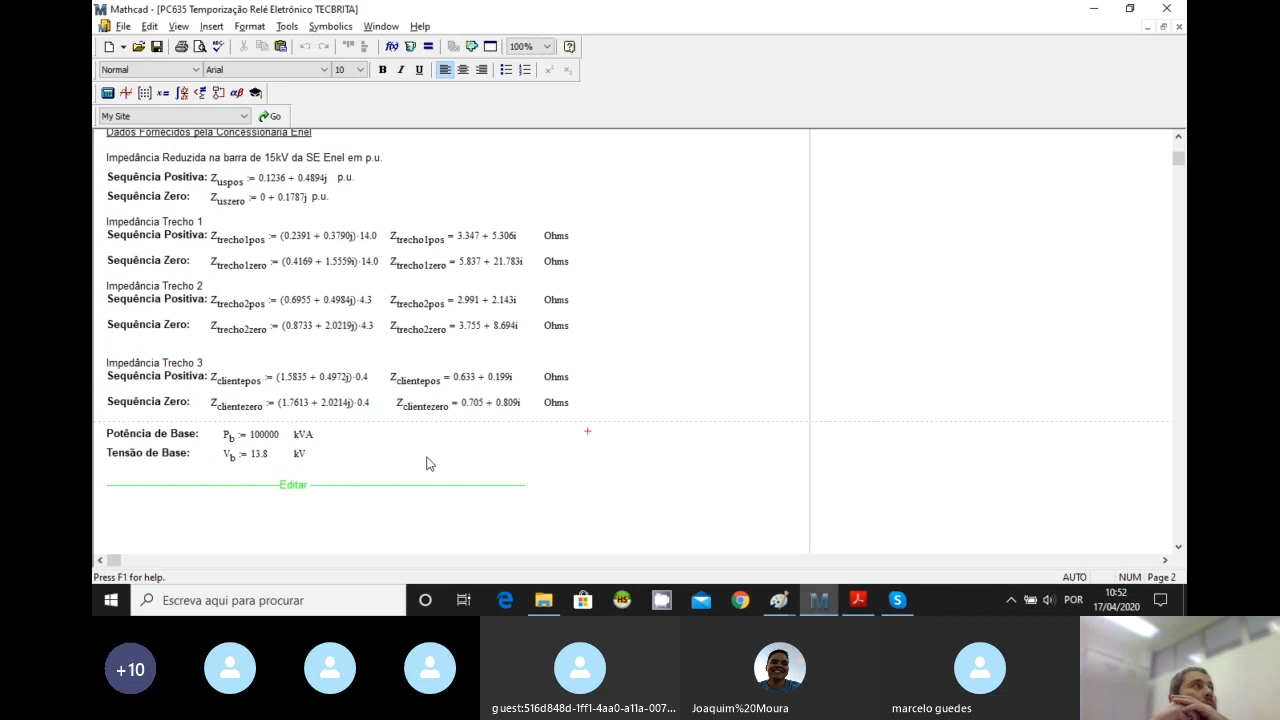 Mathcad - [PC635 Temporização Relé Eletrônico TECBRITA]
File Edit View Insert Format Tools Symbolics Window Help
100%
Normal Arial 10 B I U
My Site Go
Dados Fornecidos pela Concessionária Enel
Impedância Reduzida na barra de 15kV da SE Enel em p.u.
Sequência Positiva: Zuspos := 0.1236 + 0.4894j p.u.
Sequência Zero: Zuszero := 0 + 0.1787j p.u.
Impedância Trecho 1
Sequência Positiva: Ztrecho1pos := (0.2391 + 0.3790j)·14.0 Ztrecho1pos = 3.347 + 5.306i Ohms
Sequência Zero: Ztrecho1zero := (0.4169 + 1.5559i)·14.0 Ztrecho1zero = 5.837 + 21.783i Ohms
Impedância Trecho 2
Sequência Positiva: Ztrecho2pos := (0.6955 + 0.4984j)·4.3 Ztrecho2pos = 2.991 + 2.143i Ohms
Sequência Zero: Ztrecho2zero := (0.8733 + 2.0219j)·4.3 Ztrecho2zero = 3.755 + 8.694i Ohms
Impedância Trecho 3
Sequência Positiva: Zclientepos := (1.5835 + 0.4972j)·0.4 Zclientepos = 0.633 + 0.199i Ohms
Sequência Zero: Zclientezero := (1.7613 + 2.0214j)·0.4 Zclientezero = 0.705 + 0.809i Ohms
Potência de Base: Pb := 100000 kVA
Tensão de Base: Vb := 13.8 kV
Editar
Press F1 for help. AUTO NUM Page 2
Escreve aqui para procurar POR 10:52
17/04/2020
+10
guest:516d848d-1ff1-4aa0-a11a-007... Joaquim%20Moura marcelo guedes